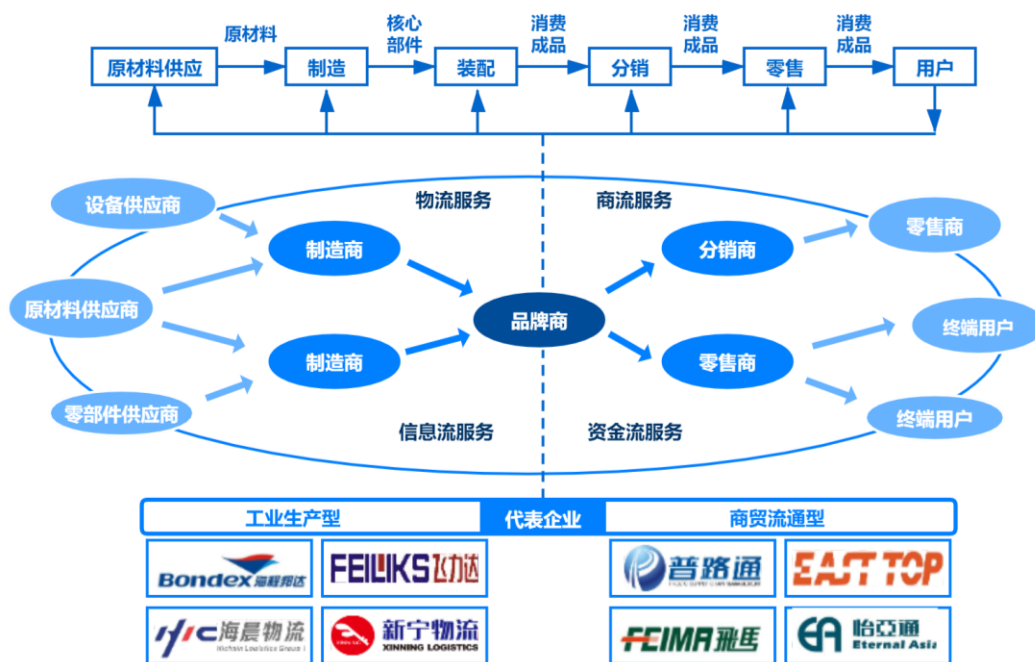 原材料
核心
部件
消费
成品
消费
成品
消费
成品
原材料供应
制造
装配
分销
零售
用户
物流服务
商流服务
设备供应商
制造商
分销商
零售商
原材料供应商
品牌商
终端用户
制造商
零售商
零部件供应商
终端用户
信息流服务
资金流服务
工业生产型
代表企业
商贸流通型
Bondex海程邦达
FEILIKS飞力达
普路通
EAST TOP
HIC海晨物流
Hichain Logistics Group
新宁物流
XINNING LOGISTICS
FEIMA飛馬
EA怡亞通
Eternal Asia